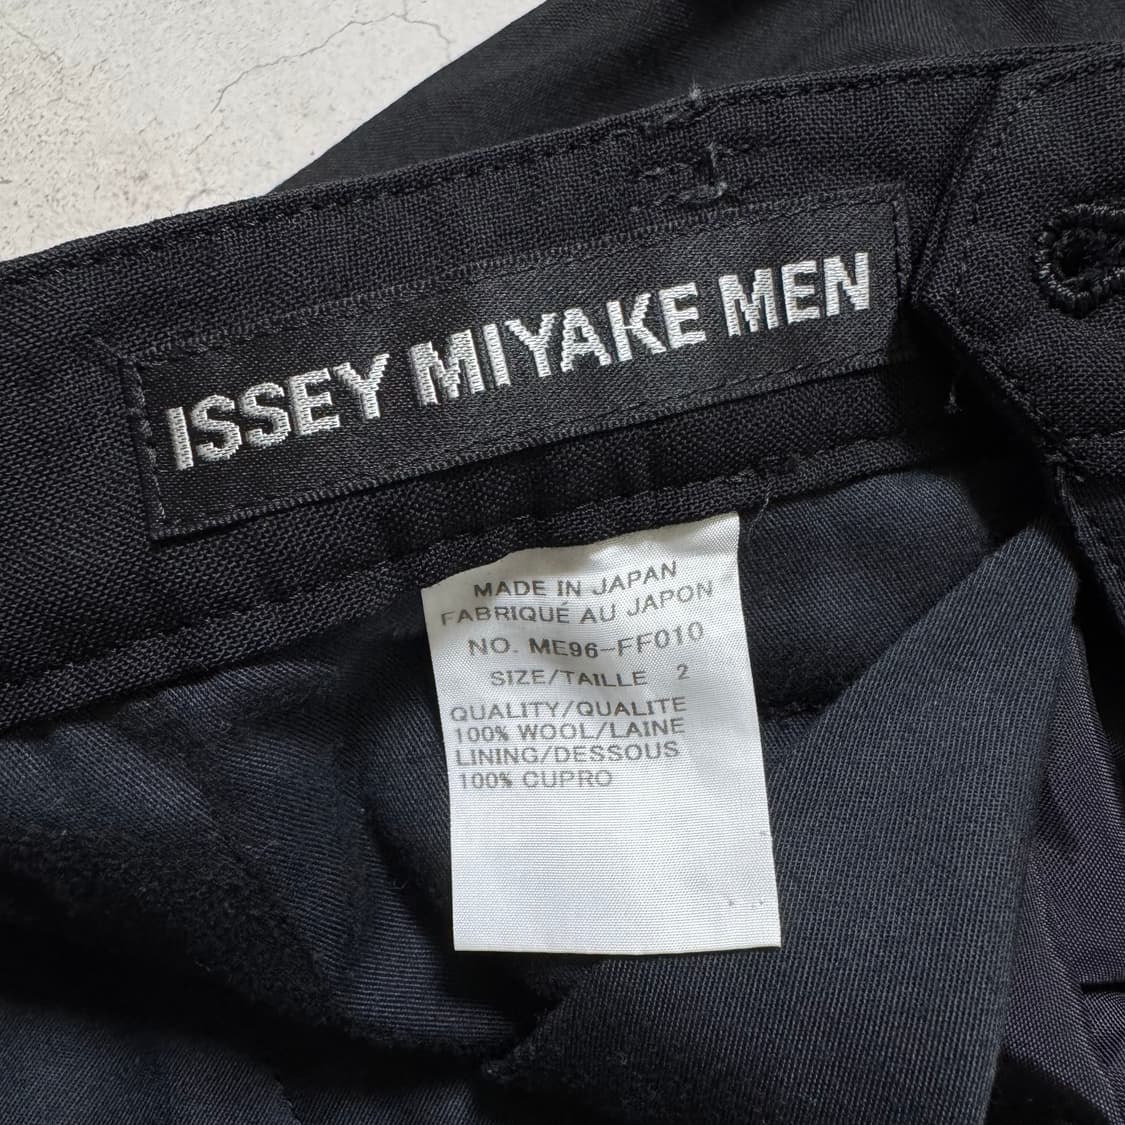 ISSEY MIYAKE MEN
MADE IN JAPAN
FABRIQUÉ AU JAPON
NO. ME96-FF010
SIZE/TAILLE 2
QUALITY/QUALITE
100% WOOL/LAINE
LINING/DESSOUS
100% CUPRO